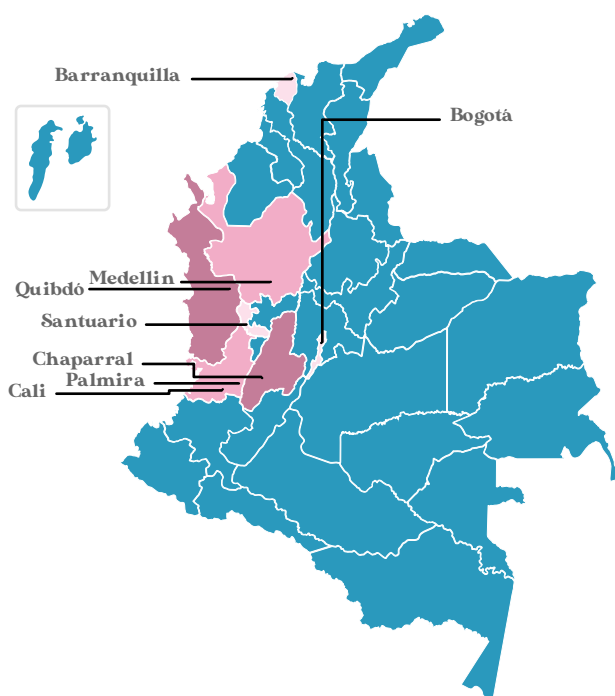 Barranquilla
Bogotá
Medellin
Quibdó
Santuario
Chaparral
Palmira
Cali